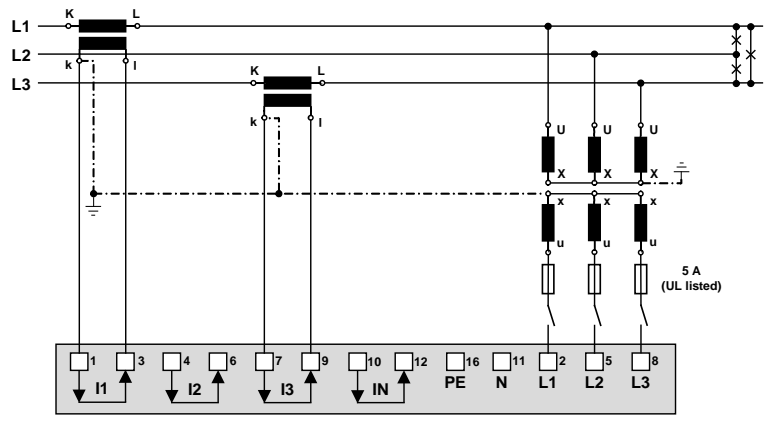 K L
L1
L2
k l
K L
L3
k l
U U U
X X X
x x x
u u u
5 A
(UL listed)
1 3 4 6 7 9 10 12 16 11 2 5 8
I1 I2 I3 IN PE N L1 L2 L3